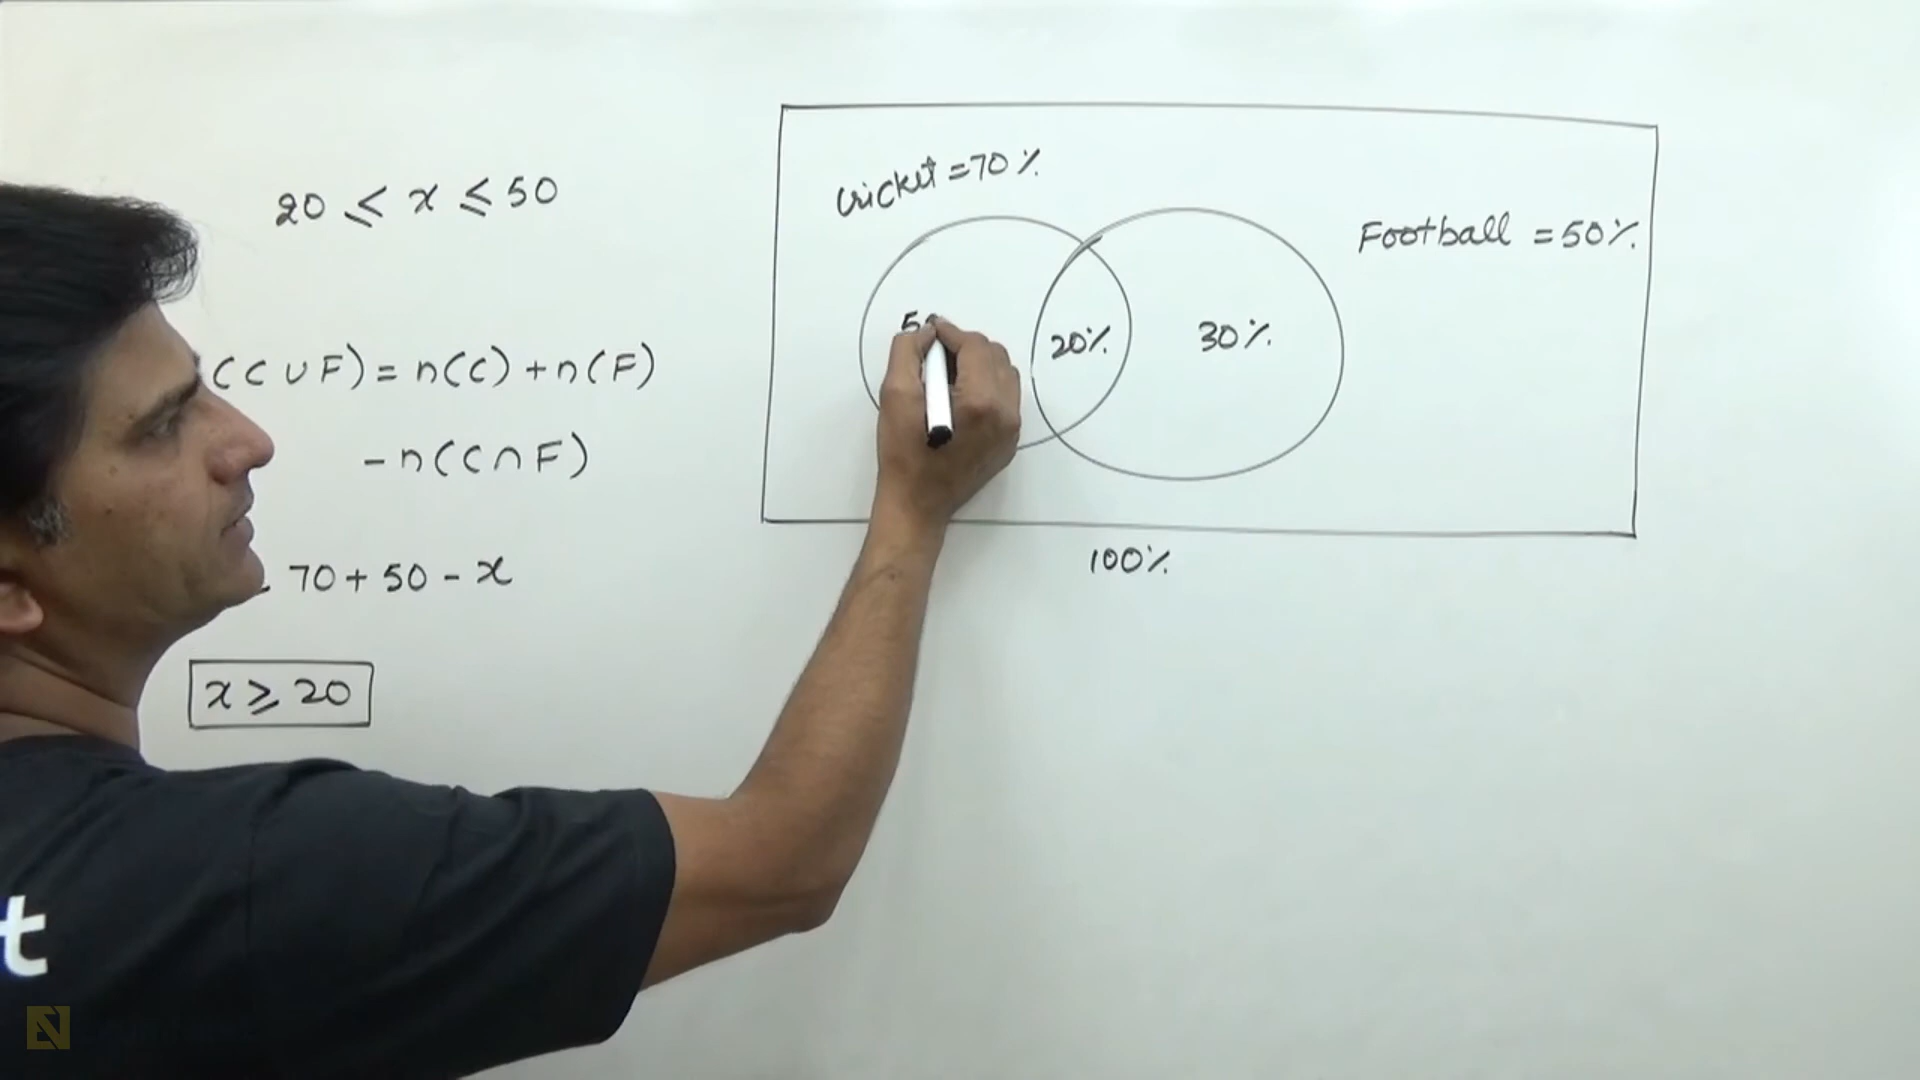 20 ≤ x ≤ 50
(C ∪ F) = n(C) + n(F)
- n(C ∩ F)
70 + 50 - x
x ≥ 20
Cricket = 70%
Football = 50%
20%
30%
100%
t